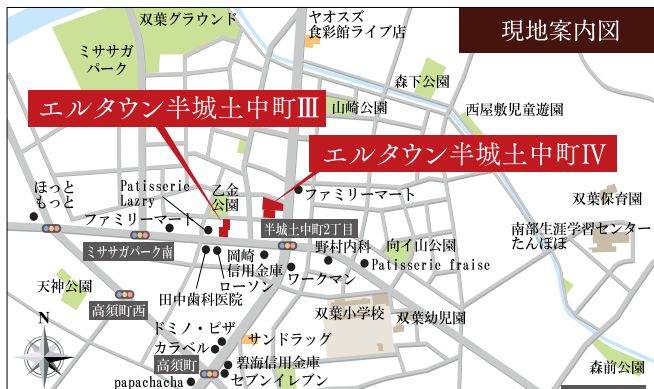 現地案内図
双葉グラウンド
ヤオスズ
食彩館ライブ店
ミササガ
パーク
森下公園
エルタウン半城土中町Ⅲ
山崎公園
西屋敷児童遊園
エルタウン半城土中町Ⅳ
ほっと
もっと
Patisserie
Lazry
乙金
公園
ファミリーマート
双葉保育園
ファミリーマート
半城土中町2丁目
南部生涯学習センター
たんぽぽ
ミササガパーク南
岡崎
信用金庫
野村内科
向イ山公園
Patisserie fraise
ローソン
ワークマン
田中歯科医院
天神公園
高須町西
双葉小学校
双葉幼児園
N
ドミノ・ピザ
カラベル
サンドラッグ
高須町
碧海信用金庫
セブンイレブン
papachacha
森前公園